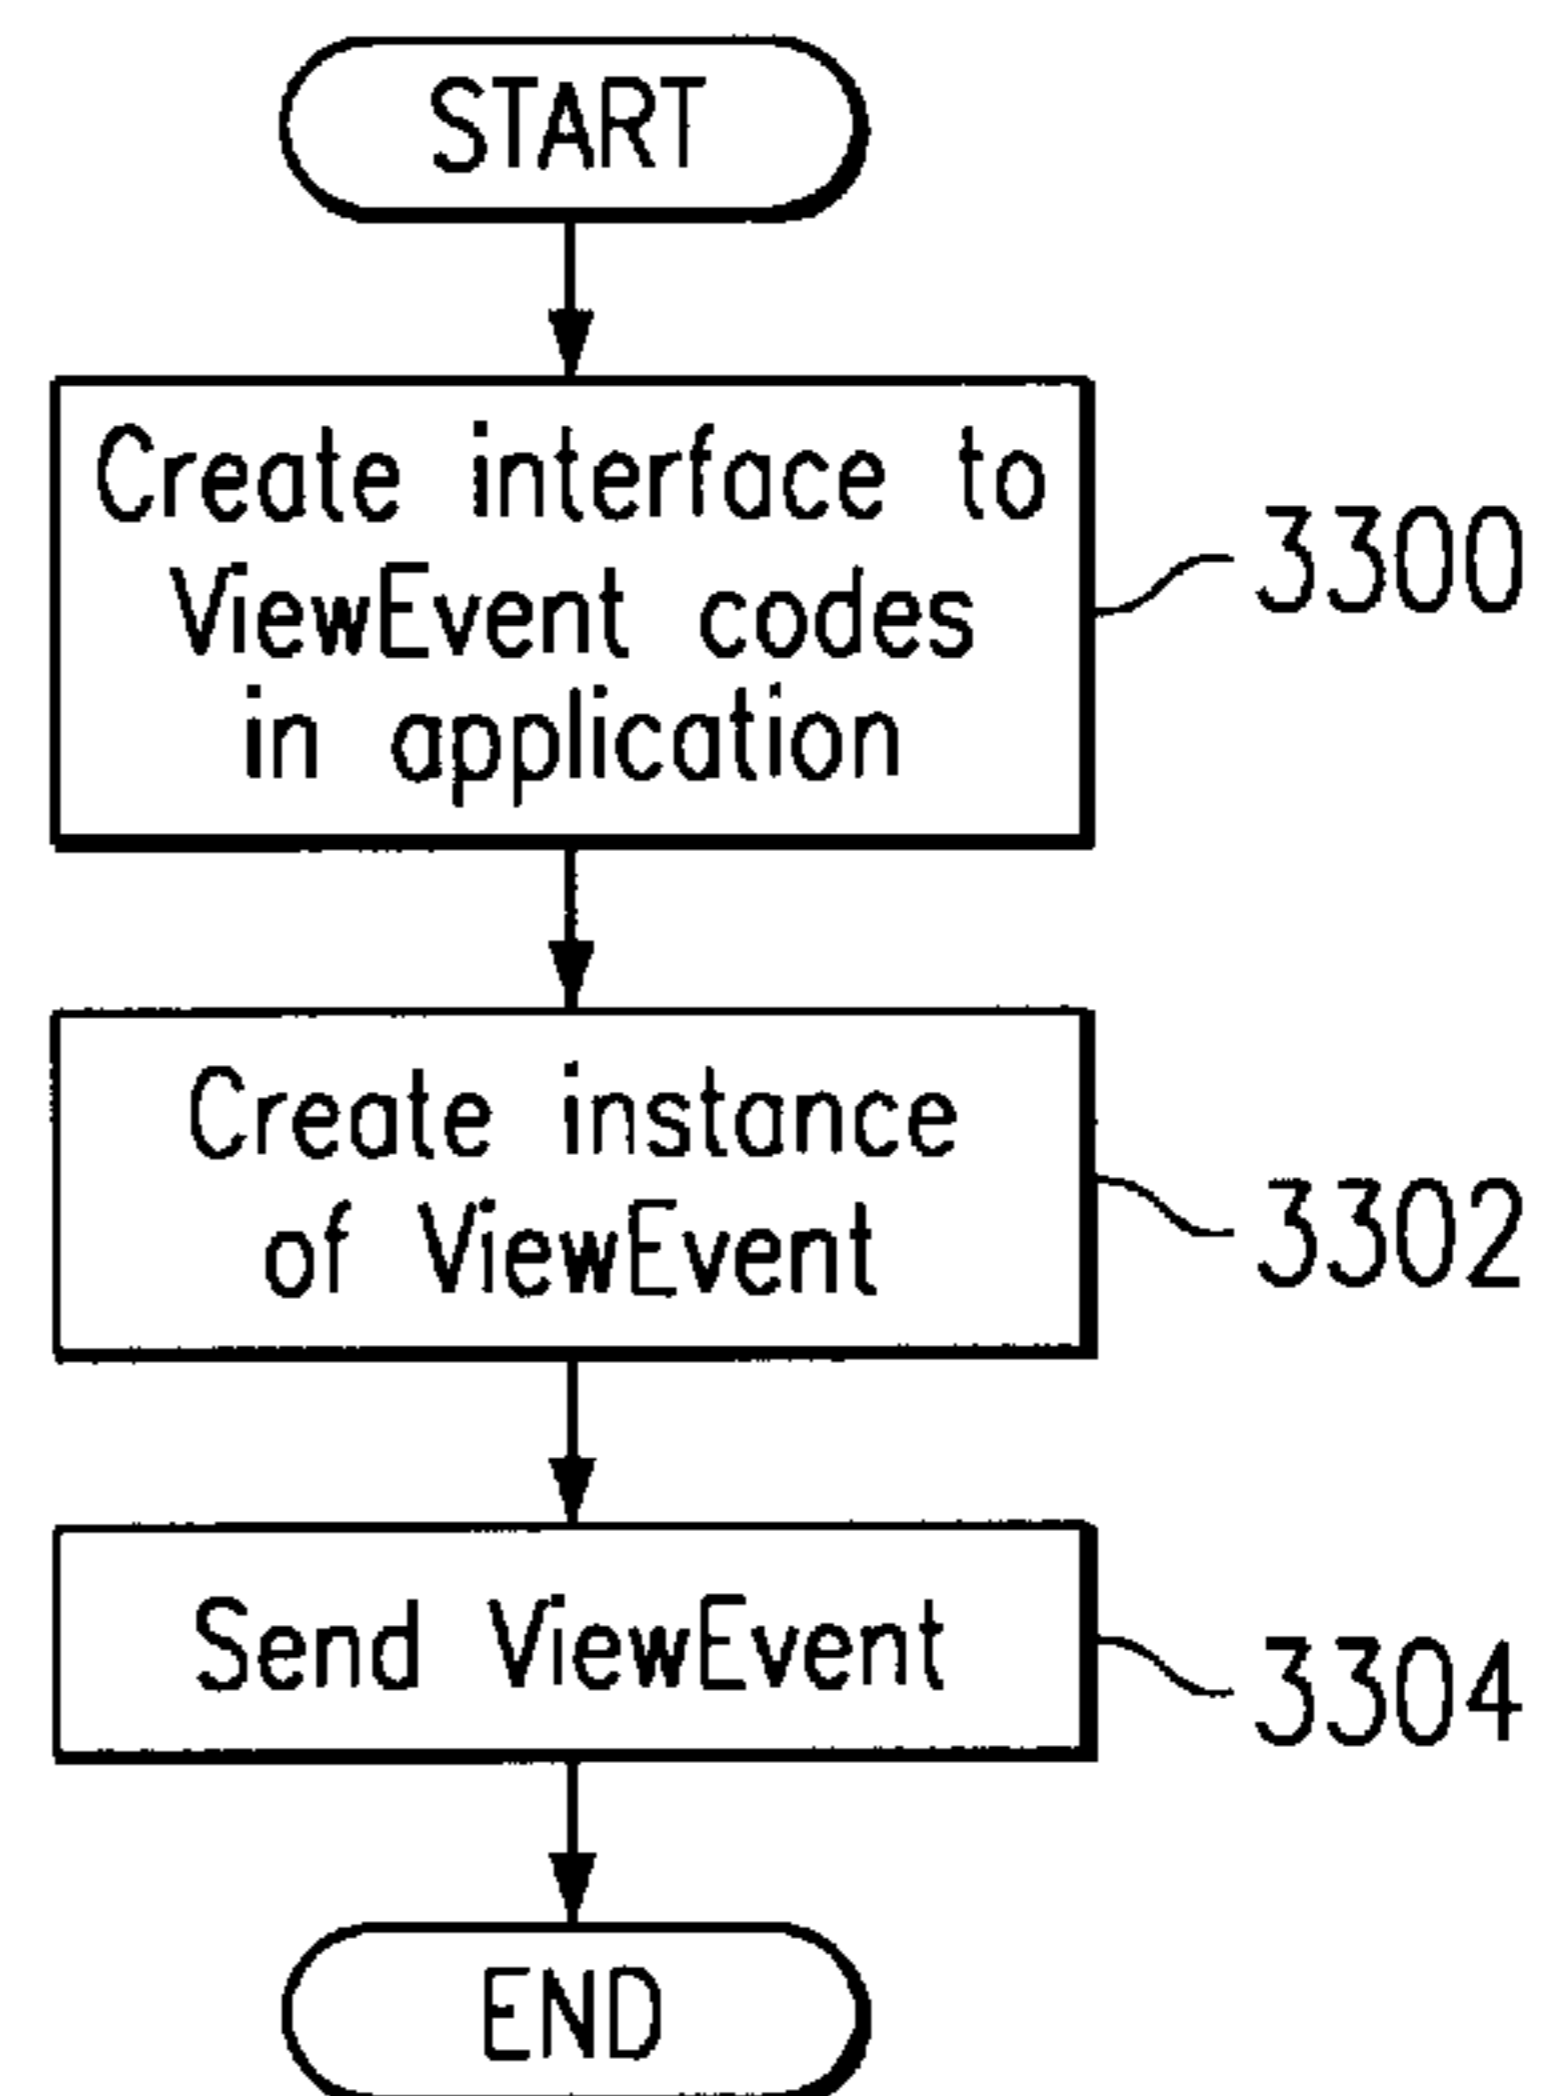 START
Create interface to
ViewEvent codes
in application
3300
Create instance
of ViewEvent
3302
Send ViewEvent
3304
END